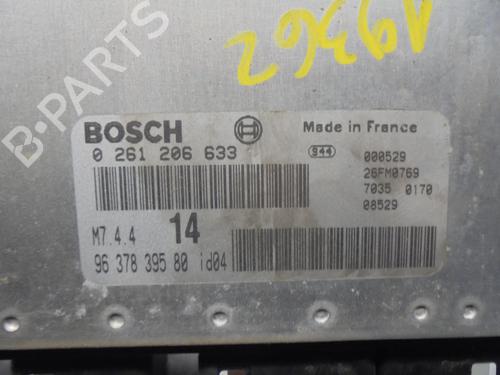 A9362
BOSCH
Made in France
0 261 206 633
944
000529
26FM0769
7035 0170
08529
M7.4.4
14
96 378 395 80 id04
B-PARTS